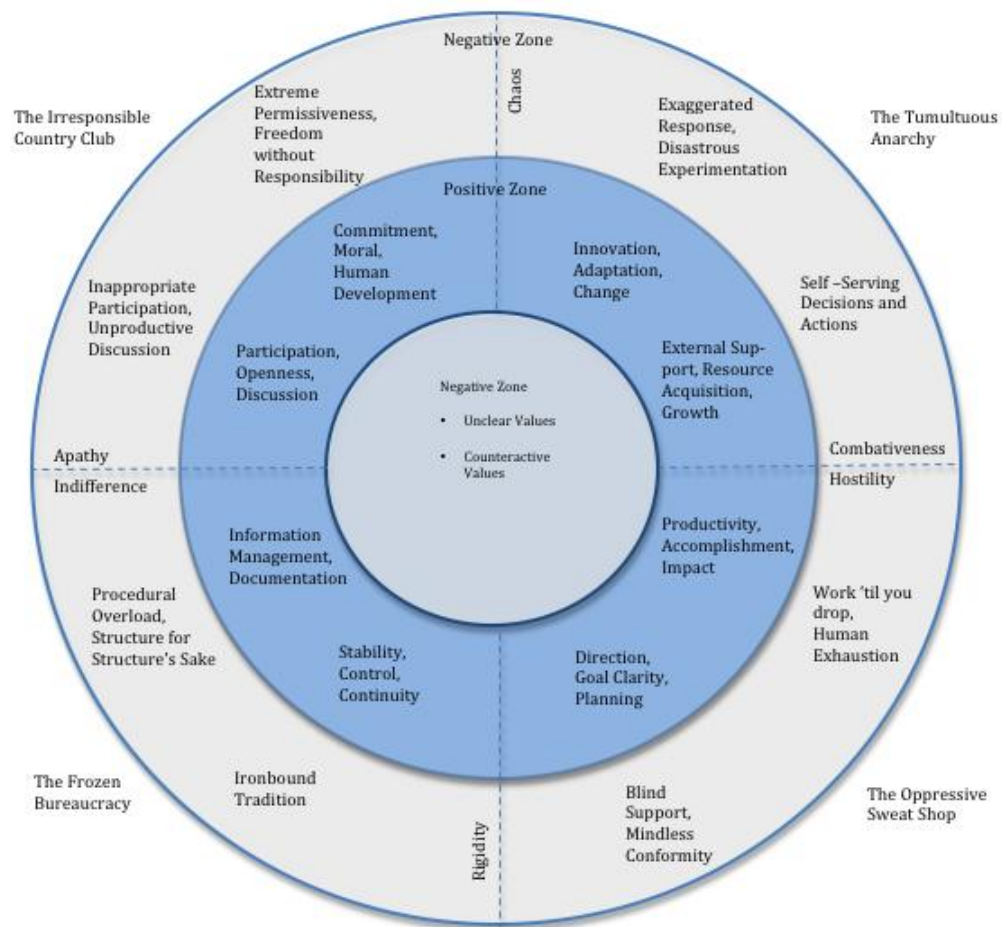 Negative Zone
Chaos
The Irresponsible
Country Club
Extreme
Permissiveness,
Freedom
without
Responsibility
Exaggerated
Response,
Disastrous
Experimentation
The Tumultuous
Anarchy
Positive Zone
Commitment,
Moral,
Human
Development
Innovation,
Adaptation,
Change
Inappropriate
Participation,
Unproductive
Discussion
Self –Serving
Decisions and
Actions
Participation,
Openness,
Discussion
External Sup-
port, Resource
Acquisition,
Growth
Negative Zone
• Unclear Values
• Counteractive
Values
Apathy
Indifference
Combativeness
Hostility
Information
Management,
Documentation
Productivity,
Accomplishment,
Impact
Procedural
Overload,
Structure for
Structure's Sake
Work 'til you
drop,
Human
Exhaustion
Stability,
Control,
Continuity
Direction,
Goal Clarity,
Planning
The Frozen
Bureaucracy
Ironbound
Tradition
Rigidity
Blind
Support,
Mindless
Conformity
The Oppressive
Sweat Shop